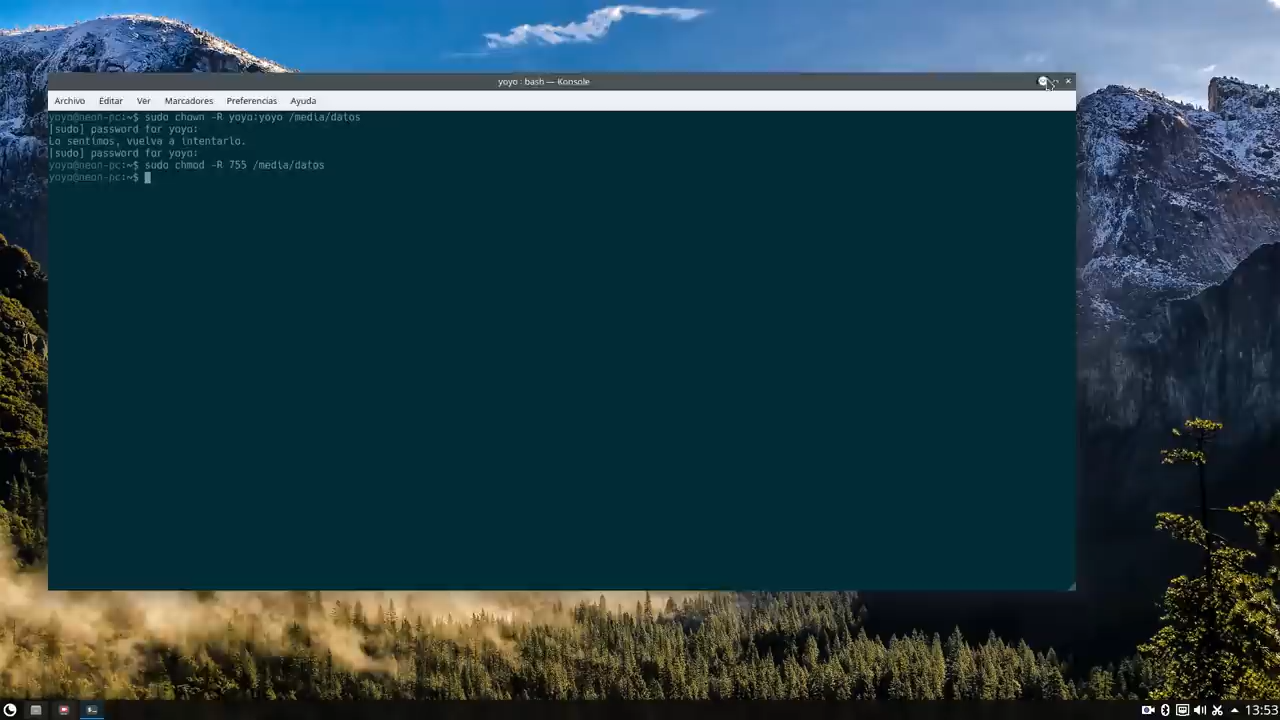 yoyo : bash — Konsole
Archivo Editar Ver Marcadores Preferencias Ayuda
yoyo@neon-pc:~$ sudo chown -R yoyo:yoyo /media/datos
[sudo] password for yoyo:
Lo sentimos, vuelva a intentarlo.
[sudo] password for yoyo:
yoyo@neon-pc:~$ sudo chmod -R 755 /media/datos
yoyo@neon-pc:~$
13:53